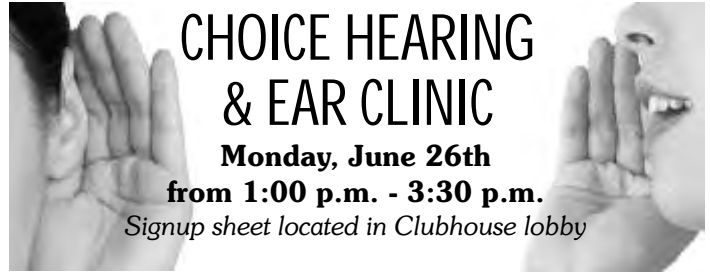 CHOICE HEARING
& EAR CLINIC
Monday, June 26th
from 1:00 p.m. - 3:30 p.m.
Signup sheet located in Clubhouse lobby